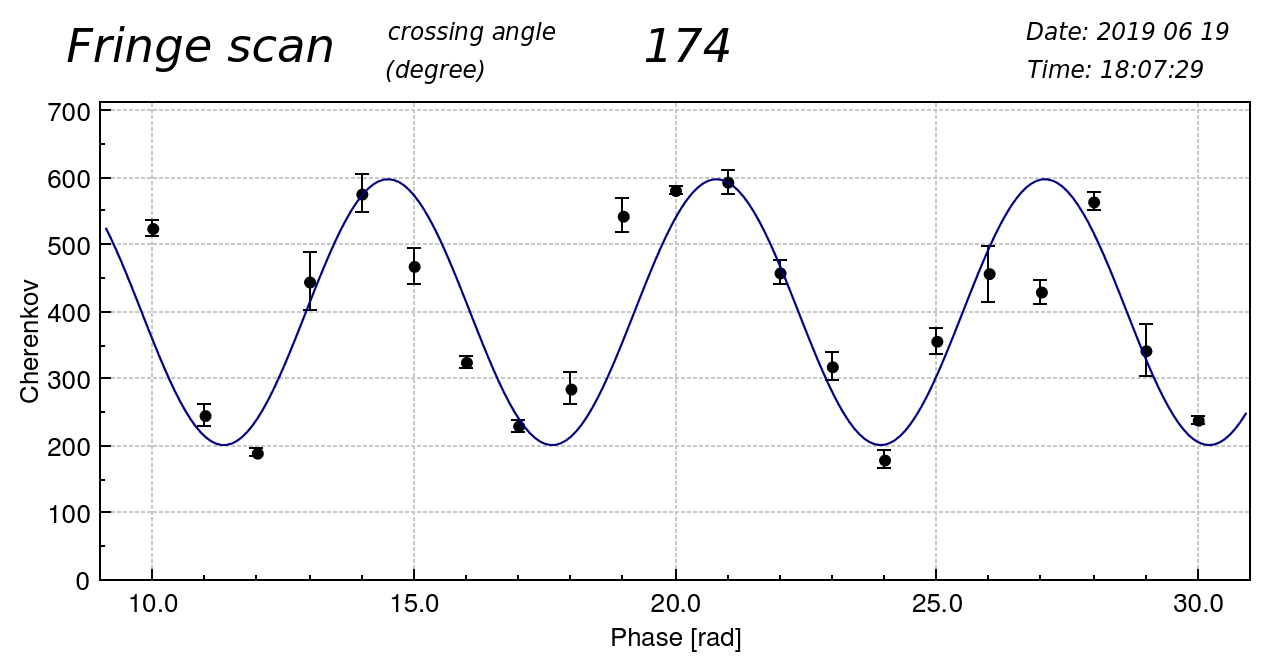 Fringe scan
crossing angle
(degree)
174
Date: 2019 06 19
Time: 18:07:29
700
600
500
400
300
200
100
0
Cherenkov
10.0 15.0 20.0 25.0 30.0
Phase [rad]